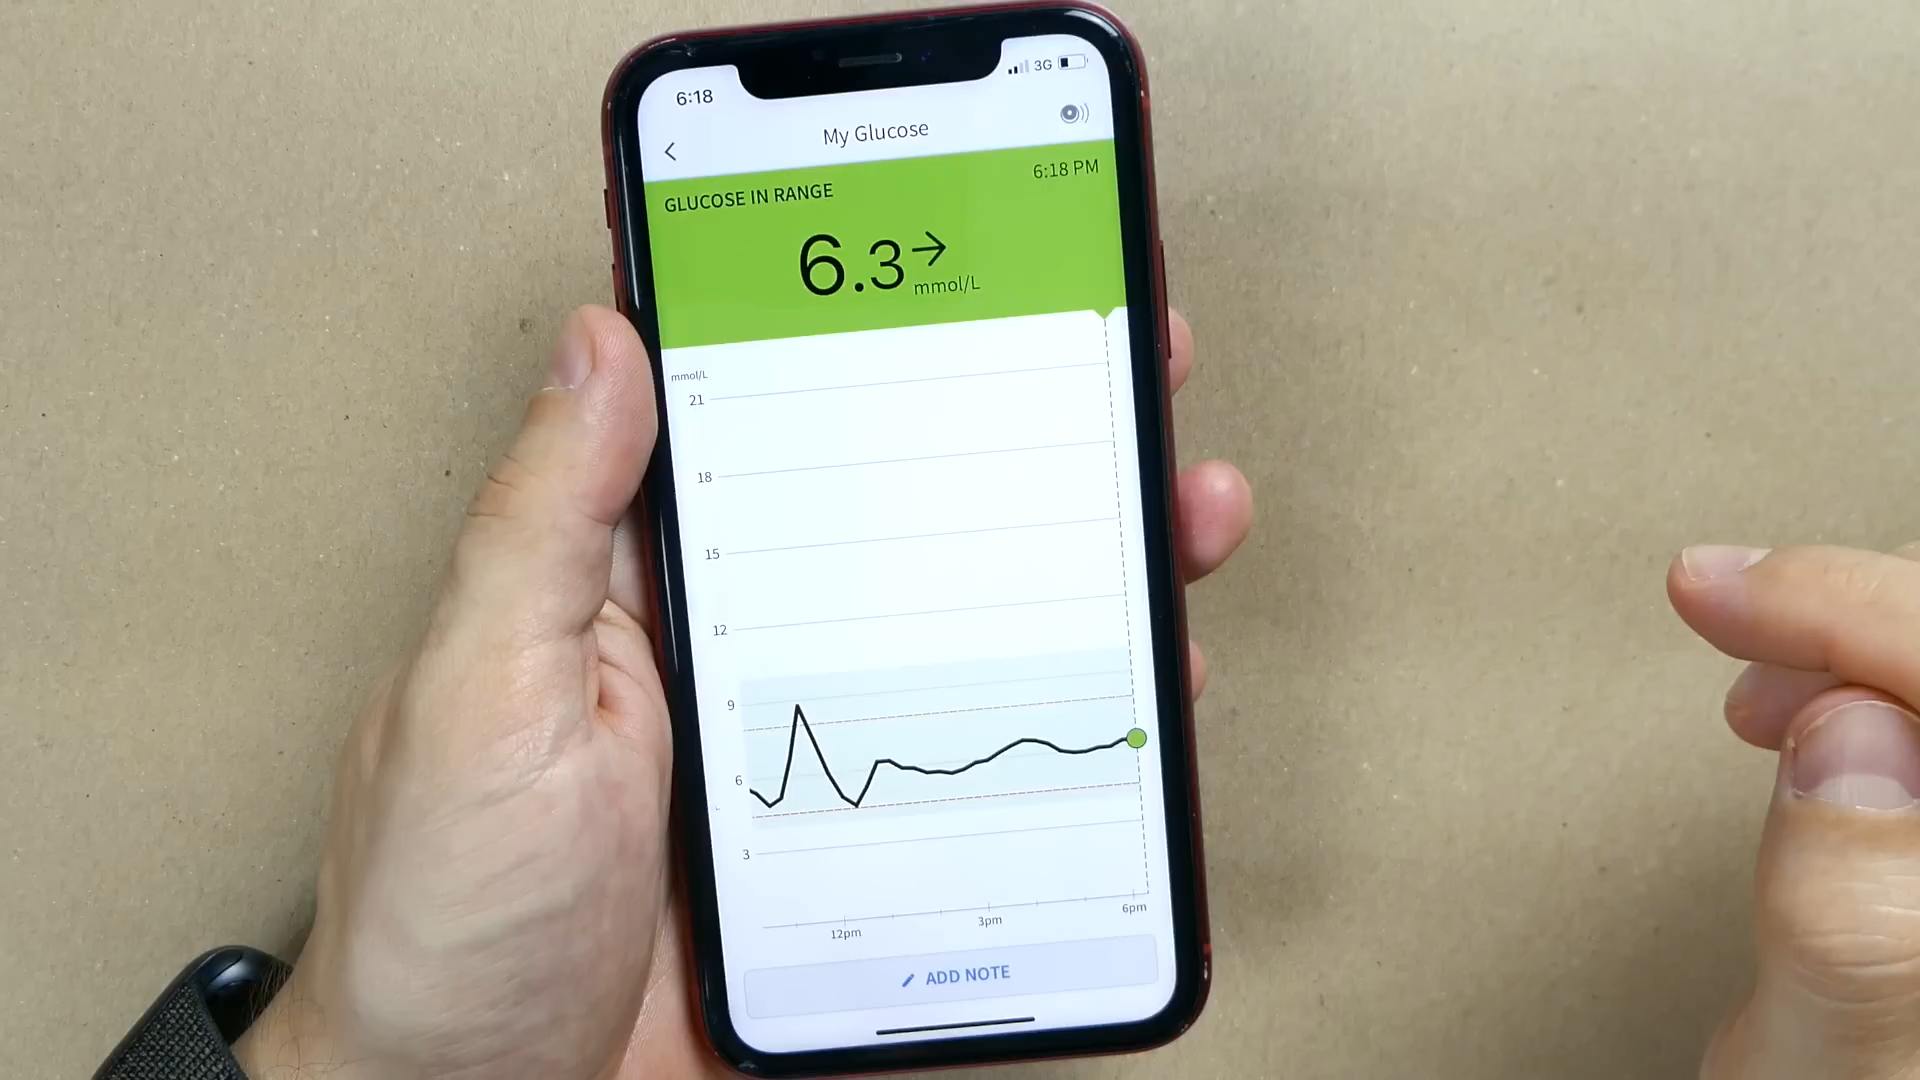 6:18
3G
My Glucose
GLUCOSE IN RANGE
6:18 PM
6.3→
mmol/L
mmol/L
21
18
15
12
9
6
3
12pm
3pm
6pm
ADD NOTE